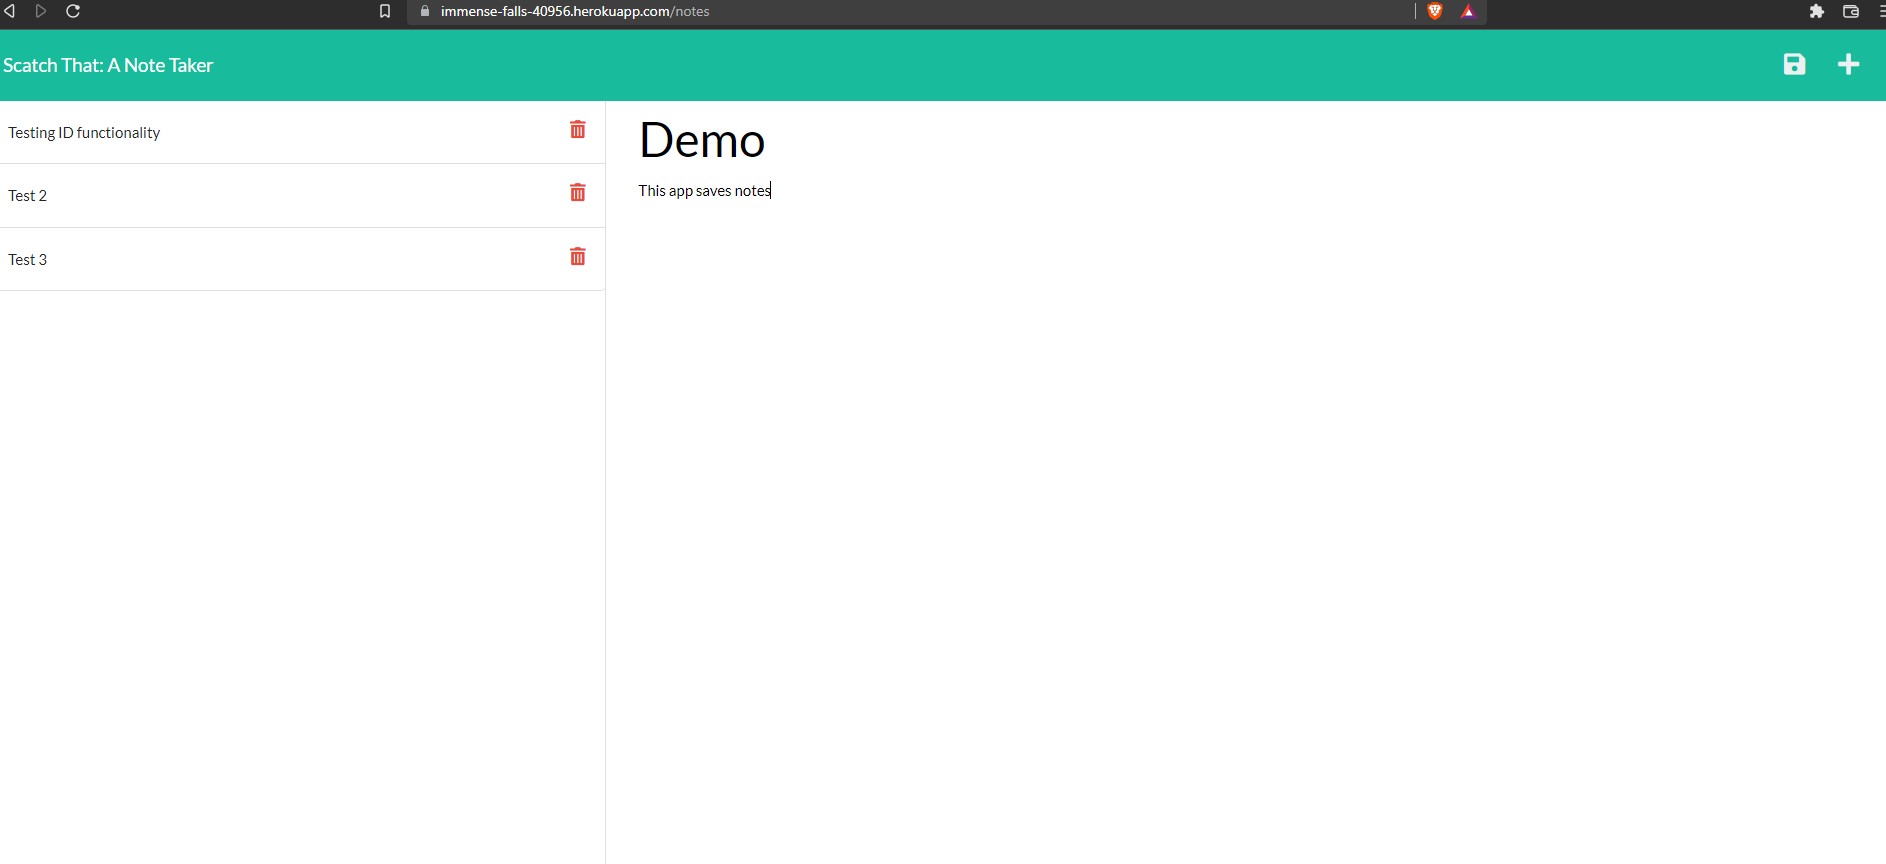 immense-falls-40956.herokuapp.com/notes
Scatch That: A Note Taker
Testing ID functionality
Test 2
Test 3
Demo
This app saves notes